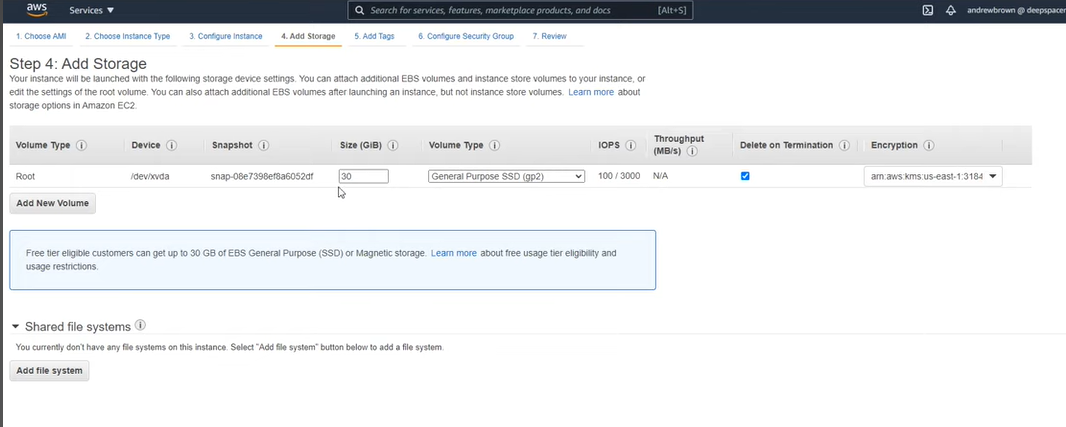 aws
Services
Search for services, features, marketplace products, and docs [Alt+S]
andrewbrown @ deepspacer
1. Choose AMI 2. Choose Instance Type 3. Configure Instance 4. Add Storage 5. Add Tags 6. Configure Security Group 7. Review
Step 4: Add Storage
Your instance will be launched with the following storage device settings. You can attach additional EBS volumes and instance store volumes to your instance, or
edit the settings of the root volume. You can also attach additional EBS volumes after launching an instance, but not instance store volumes. Learn more about
storage options in Amazon EC2.
Volume Type Device Snapshot Size (GiB) Volume Type IOPS Throughput (MB/s) Delete on Termination Encryption
Root /dev/xvda snap-08e7398ef8a6052df 30 General Purpose SSD (gp2) 100 / 3000 N/A arn:aws:kms:us-east-1:3184
Add New Volume
Free tier eligible customers can get up to 30 GB of EBS General Purpose (SSD) or Magnetic storage. Learn more about free usage tier eligibility and
usage restrictions.
Shared file systems
You currently don't have any file systems on this instance. Select "Add file system" button below to add a file system.
Add file system